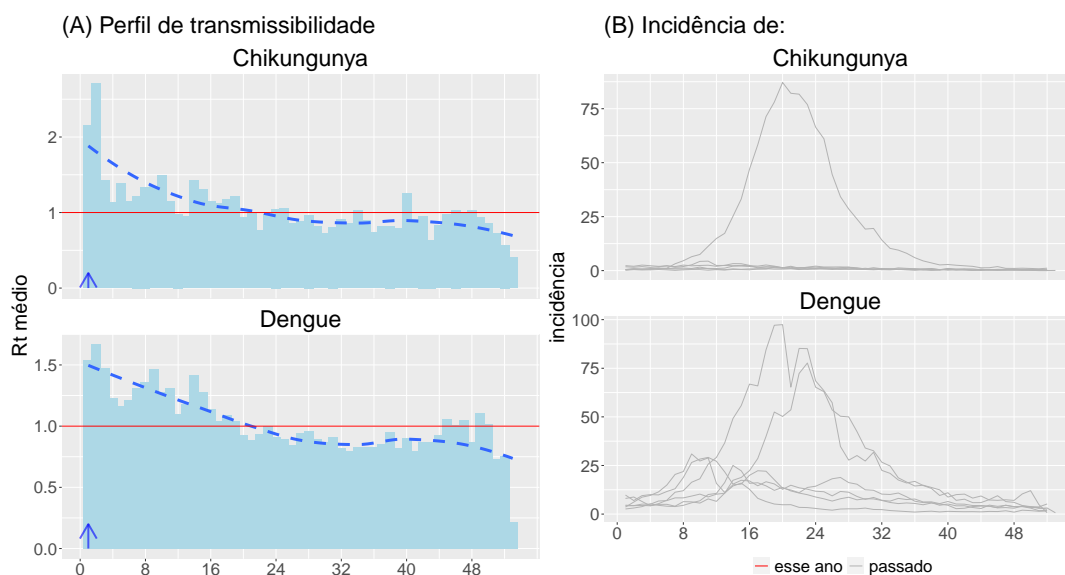 (A) Perfil de transmissibilidade
Chikungunya
2
1
0
Dengue
1.5
1.0
0.5
0.0
Rt médio
0 8 16 24 32 40 48
(B) Incidência de:
Chikungunya
75
50
25
0
Dengue
100
75
50
25
0
incidência
0 8 16 24 32 40 48
esse ano passado